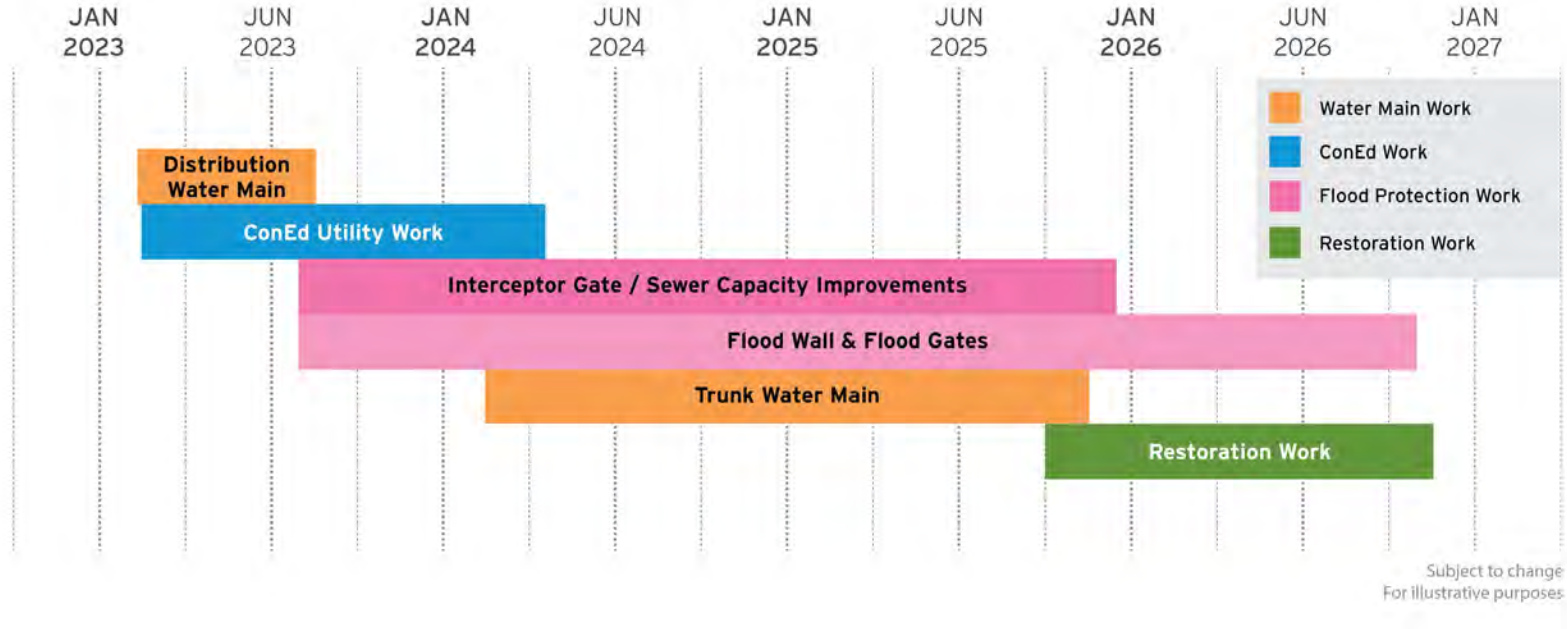 JAN JUN JAN JUN JAN JUN JAN JUN JAN
2023 2023 2024 2024 2025 2025 2026 2026 2027
Water Main Work
ConEd Work
Flood Protection Work
Restoration Work
Distribution
Water Main
ConEd Utility Work
Interceptor Gate / Sewer Capacity Improvements
Flood Wall & Flood Gates
Trunk Water Main
Restoration Work
Subject to change
For illustrative purposes